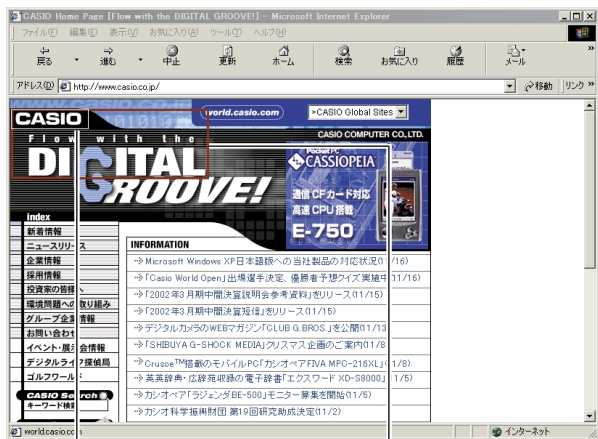 CASIO Home Page [Flow with the DIGITAL GROOVE!] - Microsoft Internet Explorer
ファイル(F) 編集(E) 表示(V) お気に入り(A) ツール(T) ヘルプ(H)
戻る 進む 中止 更新 ホーム 検索 お気に入り 履歴 メール »
アドレス(D) http://www.casio.co.jp/ 移動 リンク »
www.casio.co.jp
CASIO
world.casio.com
>CASIO Global Sites
CASIO COMPUTER CO.,LTD.
Flow with the
DIGITAL
GROOVE!
Pocket PC
CASSIOPEIA
通信CFカード対応
高速CPU搭載
E-750
Index
新着情報
ニュースリリース
企業情報
採用情報
投資家の皆様へ
環境問題への取り組み
グループ企業情報
お問い合わせ
イベント・展示会情報
デジタルライフ探偵局
ゴルフワールド
CASIO Search
キーワード検索
INFORMATION
Microsoft Windows XP日本語版への当社製品の対応状況(11/16)
「Casio World Open」出場選手決定、優勝者予想クイズ実施中(11/16)
「2002年3月期中間決算説明会参考資料」をリリース(11/15)
「2002年3月期中間決算短信」をリリース(11/15)
デジタルカメラのWEBマガジン「CLUB G.BROS.」を公開(11/13
「SHIBUYA G-SHOCK MEDIA」クリスマス企画のご案内(11/8
Crusoe™搭載のモバイルPC「カシオペアFIVA MPC-216XL」(11/8)
英英辞典・広辞苑収録の電子辞書「エクスワード XD-S8000」(11/5)
カシオペア「ラジェンダBE-500」モニター募集を開始(11/5)
カシオ科学振興財団 第19回研究助成決定(11/2)
world.casio.com
インターネット